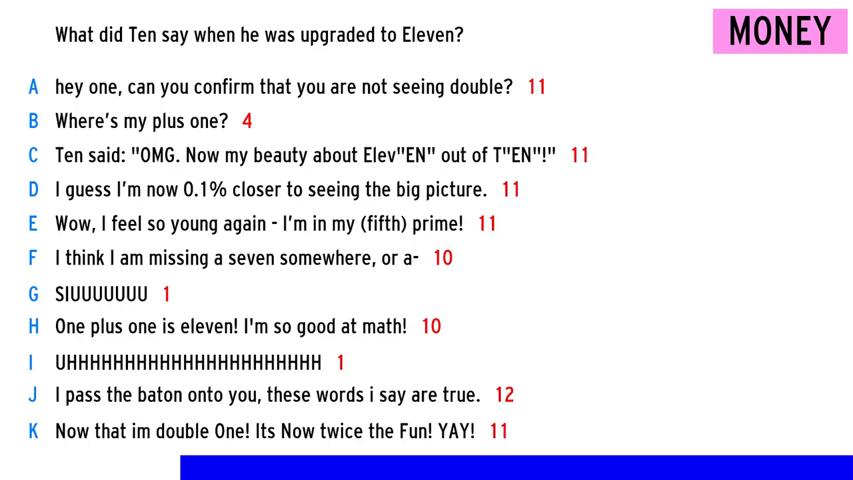 What did Ten say when he was upgraded to Eleven?
MONEY
A hey one, can you confirm that you are not seeing double? 11
B Where's my plus one? 4
C Ten said: "OMG. Now my beauty about Elev"EN" out of T"EN"!" 11
D I guess I'm now 0.1% closer to seeing the big picture. 11
E Wow, I feel so young again - I'm in my (fifth) prime! 11
F I think I am missing a seven somewhere, or a- 10
G SIUUUUUUU 1
H One plus one is eleven! I'm so good at math! 10
I UHHHHHHHHHHHHHHHHHHHHHH 1
J I pass the baton onto you, these words i say are true. 12
K Now that im double One! Its Now twice the Fun! YAY! 11